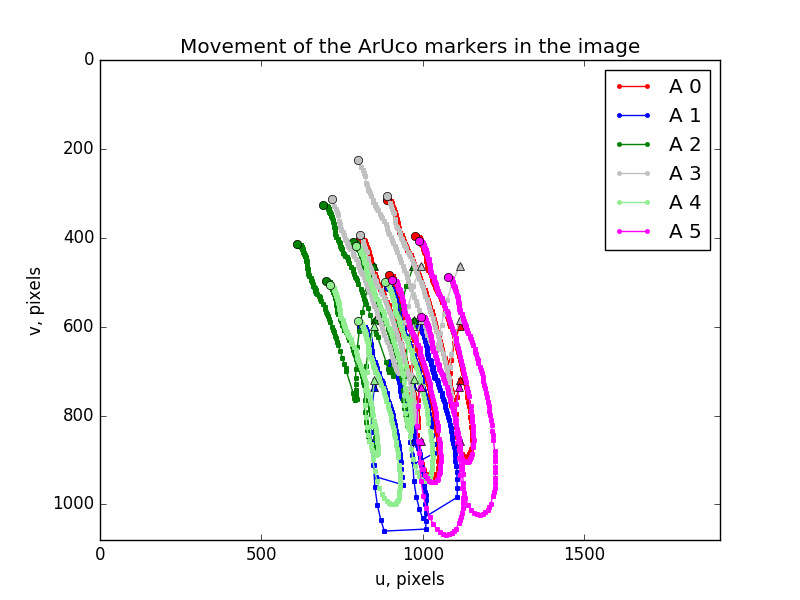 Movement of the ArUco markers in the image
0
200
400
600
800
1000
v, pixels
0
500
1000
1500
u, pixels
A 0
A 1
A 2
A 3
A 4
A 5